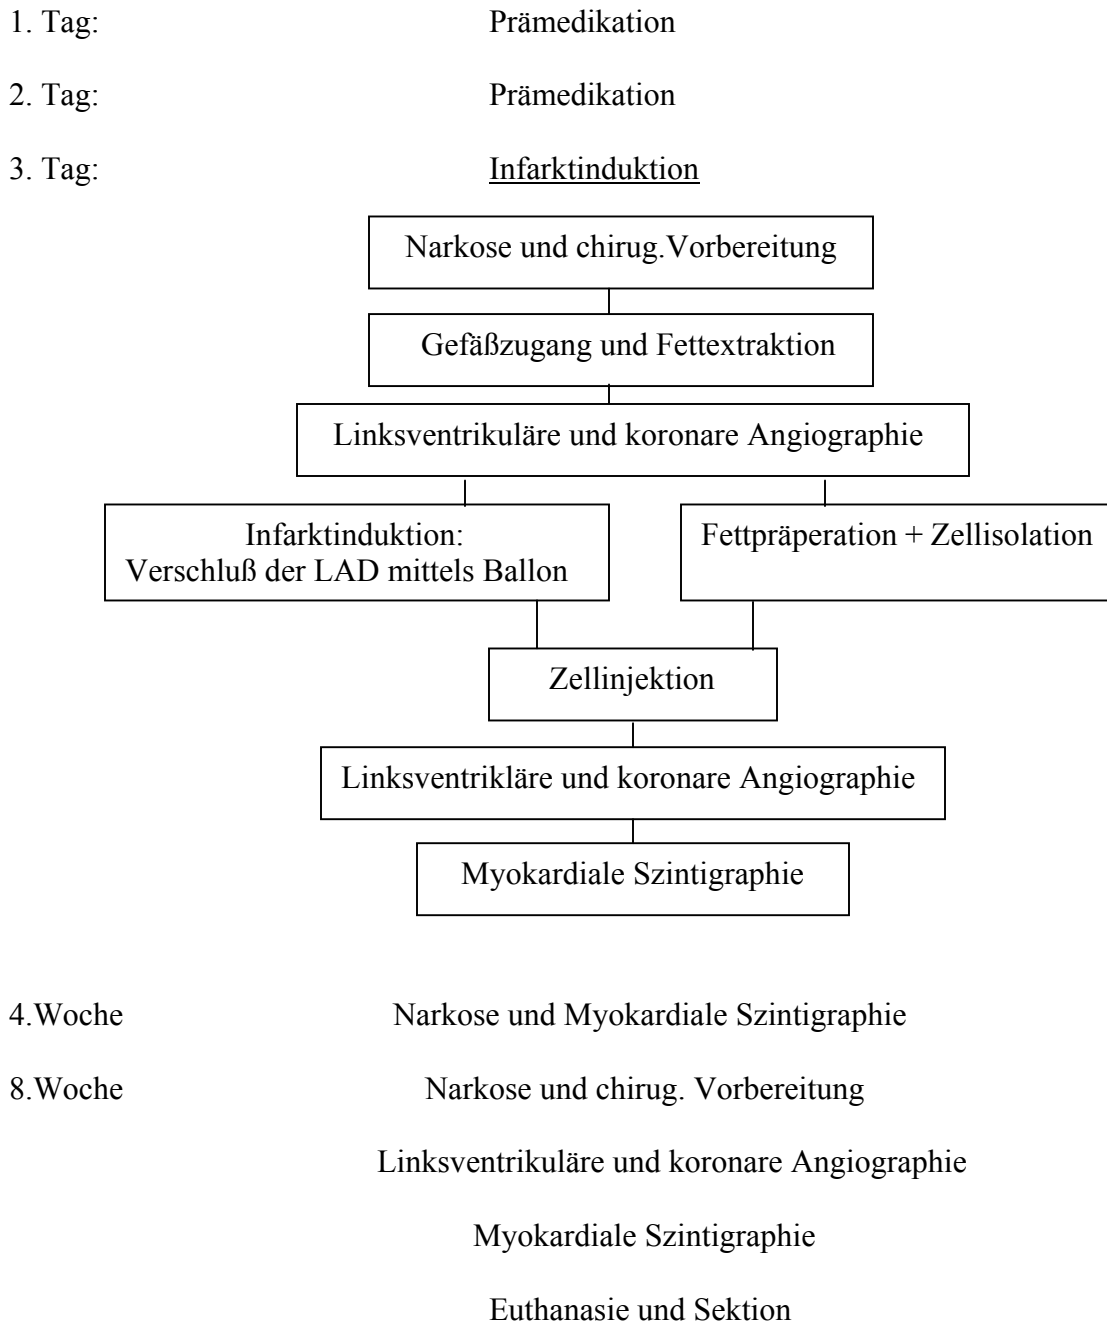 1. Tag: Prämedikation
2. Tag: Prämedikation
3. Tag: Infarktinduktion
Narkose und chirug.Vorbereitung
Gefäßzugang und Fettextraktion
Linksventrikuläre und koronare Angiographie
Infarktinduktion:
Verschluß der LAD mittels Ballon
Fettpräperation + Zellisolation
Zellinjektion
Linksventrikläre und koronare Angiographie
Myokardiale Szintigraphie
4.Woche Narkose und Myokardiale Szintigraphie
8.Woche Narkose und chirug. Vorbereitung
Linksventrikuläre und koronare Angiographie
Myokardiale Szintigraphie
Euthanasie und Sektion